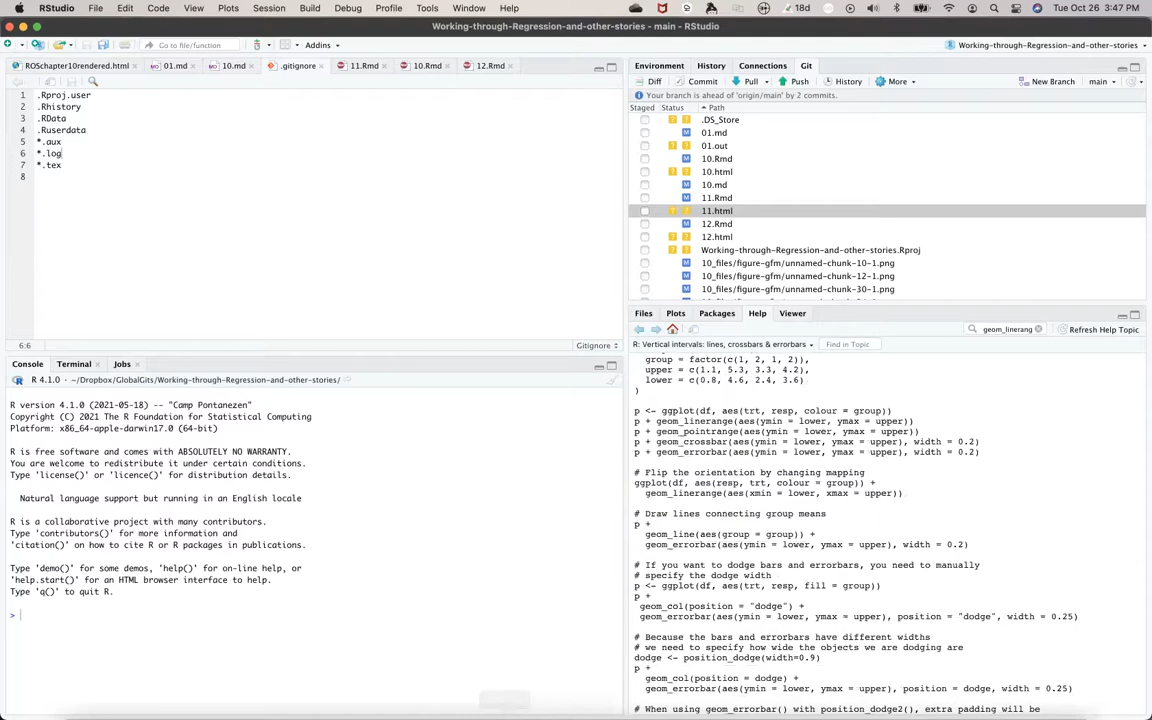 RStudio File Edit Code View Plots Session Build Debug Profile Tools Window Help 18d Tue Oct 26 3:47 PM
Working-through-Regression-and-other-stories - main - RStudio
Go to file/function Addins Working-through-Regression-and-other-stories
ROSchapter10rendered.html 01.md 10.md .gitignore 11.Rmd 10.Rmd 12.Rmd
1 .Rproj.user
2 .Rhistory
3 .RData
4 .Ruserdata
5 *.aux
6 *.log
7 *.tex
8
6:6 Gitignore
Console Terminal Jobs
R 4.1.0 · ~/Dropbox/GlobalGits/Working-through-Regression-and-other-stories/
R version 4.1.0 (2021-05-18) -- "Camp Pontanezen"
Copyright (C) 2021 The R Foundation for Statistical Computing
Platform: x86_64-apple-darwin17.0 (64-bit)
R is free software and comes with ABSOLUTELY NO WARRANTY.
You are welcome to redistribute it under certain conditions.
Type 'license()' or 'licence()' for distribution details.
Natural language support but running in an English locale
R is a collaborative project with many contributors.
Type 'contributors()' for more information and
'citation()' on how to cite R or R packages in publications.
Type 'demo()' for some demos, 'help()' for on-line help, or
'help.start()' for an HTML browser interface to help.
Type 'q()' to quit R.
>
Environment History Connections Git
Diff Commit Pull Push History More New Branch main
Your branch is ahead of 'origin/main' by 2 commits.
Staged Status Path
? ? .DS_Store
M 01.md
? ? 01.out
M 10.Rmd
? ? 10.html
M 10.md
M 11.Rmd
? ? 11.html
M 12.Rmd
? ? 12.html
? ? Working-through-Regression-and-other-stories.Rproj
M 10_files/figure-gfm/unnamed-chunk-10-1.png
M 10_files/figure-gfm/unnamed-chunk-12-1.png
M 10_files/figure-gfm/unnamed-chunk-30-1.png
Files Plots Packages Help Viewer
geom_linerang Refresh Help Topic
R: Vertical intervals: lines, crossbars & errorbars Find in Topic
group = factor(c(1, 2, 1, 2)),
upper = c(1.1, 5.3, 3.3, 4.2),
lower = c(0.8, 4.6, 2.4, 3.6)
)
p <- ggplot(df, aes(trt, resp, colour = group))
p + geom_linerange(aes(ymin = lower, ymax = upper))
p + geom_pointrange(aes(ymin = lower, ymax = upper))
p + geom_crossbar(aes(ymin = lower, ymax = upper), width = 0.2)
p + geom_errorbar(aes(ymin = lower, ymax = upper), width = 0.2)
# Flip the orientation by changing mapping
ggplot(df, aes(resp, trt, colour = group)) +
geom_linerange(aes(xmin = lower, xmax = upper))
# Draw lines connecting group means
p +
geom_line(aes(group = group)) +
geom_errorbar(aes(ymin = lower, ymax = upper), width = 0.2)
# If you want to dodge bars and errorbars, you need to manually
# specify the dodge width
p <- ggplot(df, aes(trt, resp, fill = group))
p +
geom_col(position = "dodge") +
geom_errorbar(aes(ymin = lower, ymax = upper), position = "dodge", width = 0.25)
# Because the bars and errorbars have different widths
# we need to specify how wide the objects we are dodging are
dodge <- position_dodge(width=0.9)
p +
geom_col(position = dodge) +
geom_errorbar(aes(ymin = lower, ymax = upper), position = dodge, width = 0.25)
# When using geom_errorbar() with position_dodge2(), extra padding will be